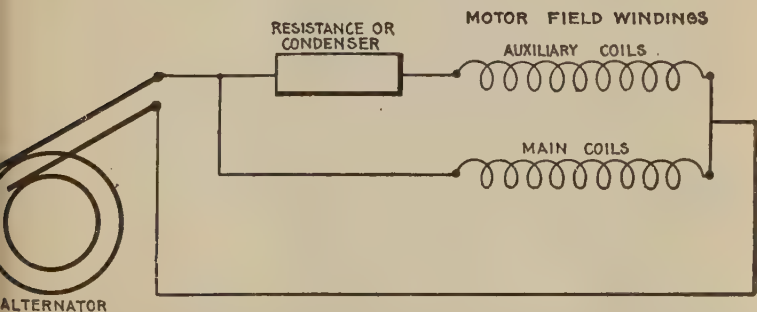 MOTOR FIELD WINDINGS
RESISTANCE OR
CONDENSER
AUXILIARY COILS
MAIN COILS
ALTERNATOR